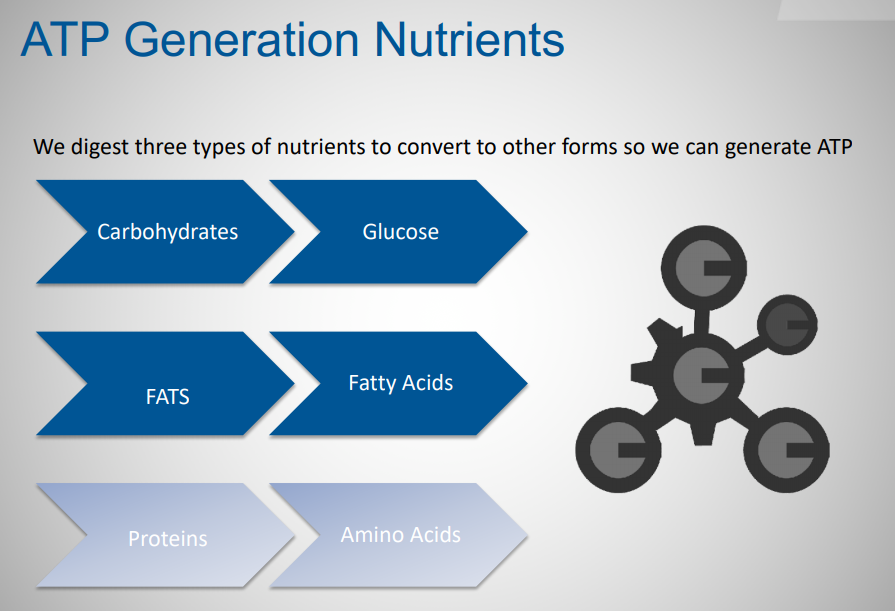 ATP Generation Nutrients
We digest three types of nutrients to convert to other forms so we can generate ATP
Carbohydrates
Glucose
FATS
Fatty Acids
Proteins
Amino Acids